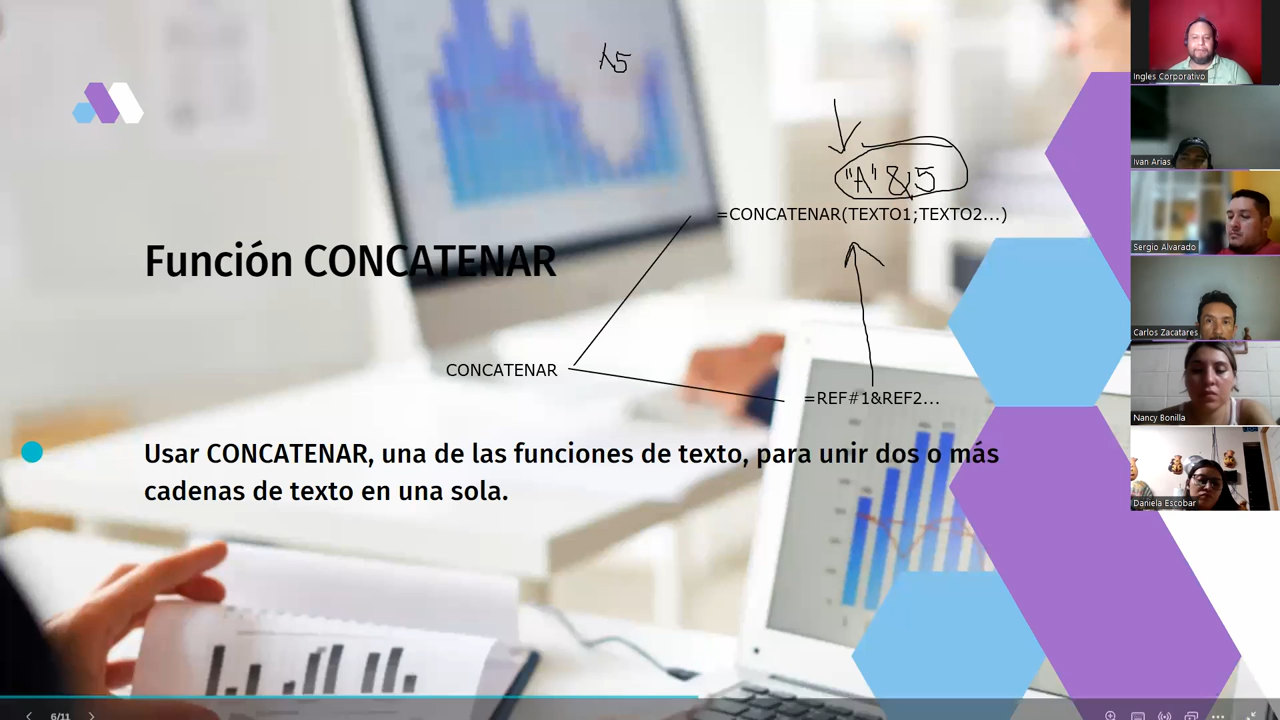 A5
"A" & 5
=CONCATENAR(TEXTO1;TEXTO2...)
Función CONCATENAR
CONCATENAR
=REF#1&REF2...
Usar CONCATENAR, una de las funciones de texto, para unir dos o más
cadenas de texto en una sola.
6/11
Ingles Corporativo
Ivan Arias
Sergio Alvarado
Carlos Zacatares
Nancy Bonilla
Daniela Escobar